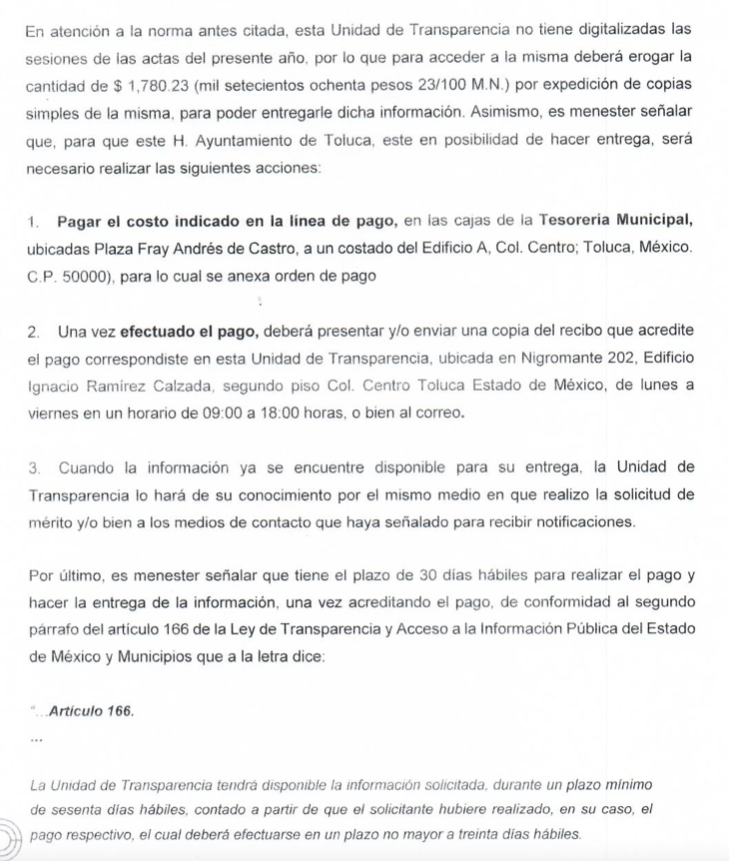 En atención a la norma antes citada, esta Unidad de Transparencia no tiene digitalizadas las
sesiones de las actas del presente año, por lo que para acceder a la misma deberá erogar la
cantidad de $ 1,780.23 (mil setecientos ochenta pesos 23/100 M.N.) por expedición de copias
simples de la misma, para poder entregarle dicha información. Asimismo, es menester señalar
que, para que este H. Ayuntamiento de Toluca, este en posibilidad de hacer entrega, será
necesario realizar las siguientes acciones:
1. Pagar el costo indicado en la línea de pago, en las cajas de la Tesorería Municipal,
ubicadas Plaza Fray Andrés de Castro, a un costado del Edificio A, Col. Centro; Toluca, México.
C.P. 50000), para lo cual se anexa orden de pago
2. Una vez efectuado el pago, deberá presentar y/o enviar una copia del recibo que acredite
el pago correspondiste en esta Unidad de Transparencia, ubicada en Nigromante 202, Edificio
Ignacio Ramírez Calzada, segundo piso Col. Centro Toluca Estado de México, de lunes a
viernes en un horario de 09:00 a 18:00 horas, o bien al correo.
3. Cuando la información ya se encuentre disponible para su entrega, la Unidad de
Transparencia lo hará de su conocimiento por el mismo medio en que realizo la solicitud de
mérito y/o bien a los medios de contacto que haya señalado para recibir notificaciones.
Por último, es menester señalar que tiene el plazo de 30 días hábiles para realizar el pago y
hacer la entrega de la información, una vez acreditando el pago, de conformidad al segundo
párrafo del artículo 166 de la Ley de Transparencia y Acceso a la Información Pública del Estado
de México y Municipios que a la letra dice:
“...Artículo 166.
...
La Unidad de Transparencia tendrá disponible la información solicitada, durante un plazo mínimo
de sesenta días hábiles, contado a partir de que el solicitante hubiere realizado, en su caso, el
pago respectivo, el cual deberá efectuarse en un plazo no mayor a treinta días hábiles.